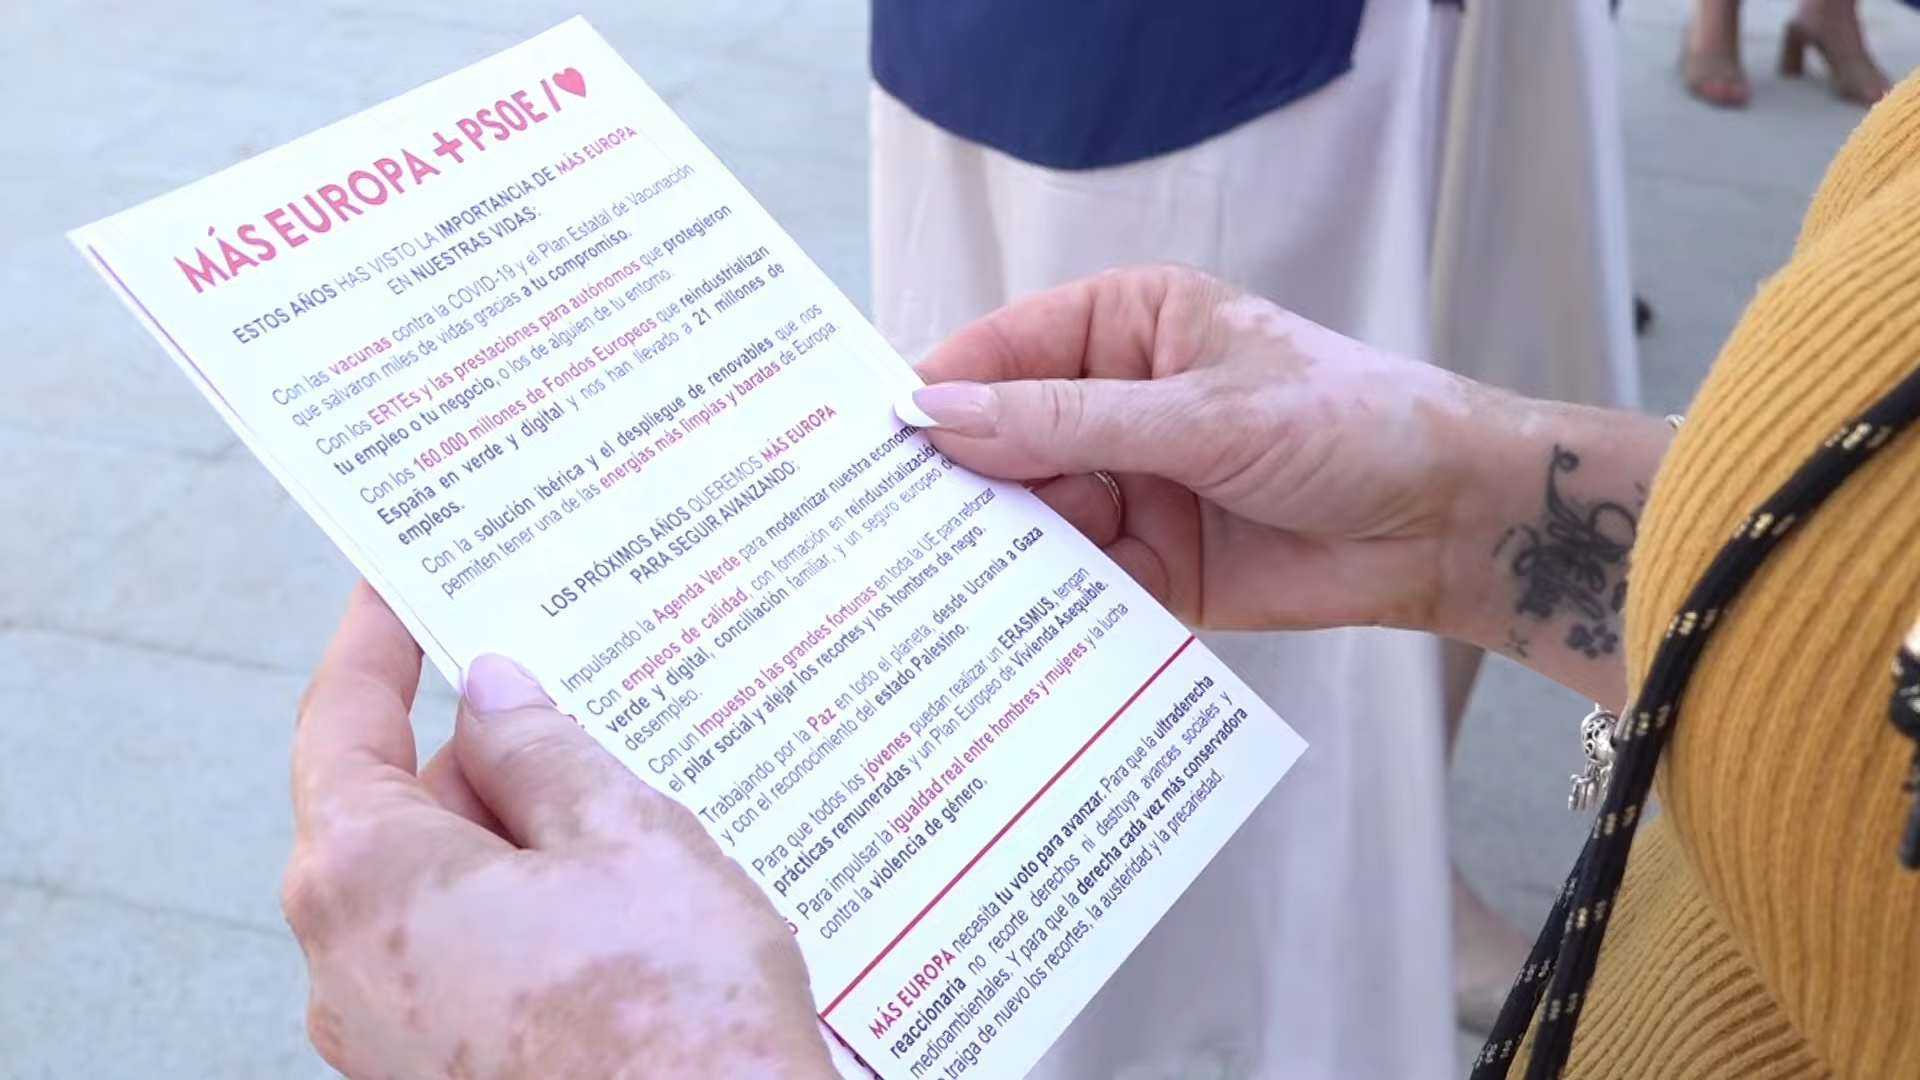 MÁS EUROPA + PSOE / ♥
ESTOS AÑOS HAS VISTO LA IMPORTANCIA DE MÁS EUROPA
EN NUESTRAS VIDAS:
Con las vacunas contra la COVID-19 y el Plan Estatal de Vacunación
que salvaron miles de vidas gracias a tu compromiso.
Con los ERTEs y las prestaciones para autónomos que protegieron
tu empleo o tu negocio, o los de alguien de tu entorno.
Con los 160.000 millones de Fondos Europeos que reindustrializan
España en verde y digital y nos han llevado a 21 millones de
empleos.
Con la solución ibérica y el despliegue de renovables que nos
permiten tener una de las energías más limpias y baratas de Europa.
LOS PRÓXIMOS AÑOS QUEREMOS MÁS EUROPA
PARA SEGUIR AVANZANDO:
Impulsando la Agenda Verde para modernizar nuestra
Con empleos de calidad, con formación en reindustrialización
verde y digital, conciliación familiar, y un seguro europeo
desempleo.
Con un Impuesto a las grandes fortunas en toda la UE para reforzar
el pilar social y alejar los recortes y los hombres de negro.
Trabajando por la Paz en todo el planeta, desde Ucrania a Gaza
y con el reconocimiento del estado Palestino.
Para que todos los jóvenes puedan realizar un ERASMUS, tengan
prácticas remuneradas y un Plan Europeo de Vivienda Asequible.
Para impulsar la igualdad real entre hombres y mujeres y la lucha
contra la violencia de género.
MÁS EUROPA necesita tu voto para avanzar. Para que la ultraderecha
reaccionaria no recorte derechos ni destruya avances sociales y
medioambientales. Y para que la derecha cada vez más conservadora
traiga de nuevo los recortes, la austeridad y la precariedad.